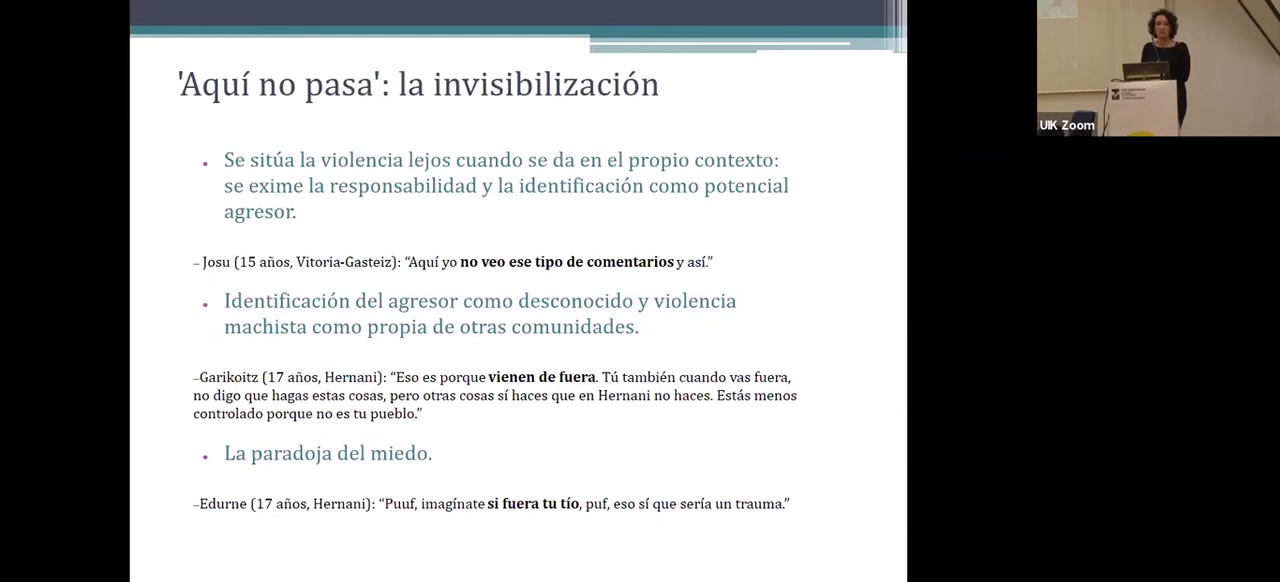 'Aquí no pasa': la invisibilización
• Se sitúa la violencia lejos cuando se da en el propio contexto:
se exime la responsabilidad y la identificación como potencial
agresor.
– Josu (15 años, Vitoria-Gasteiz): “Aquí yo no veo ese tipo de comentarios y así.”
• Identificación del agresor como desconocido y violencia
machista como propia de otras comunidades.
–Garikoitz (17 años, Hernani): “Eso es porque vienen de fuera. Tú también cuando vas fuera,
no digo que hagas estas cosas, pero otras cosas sí haces que en Hernani no haces. Estás menos
controlado porque no es tu pueblo.”
• La paradoja del miedo.
–Edurne (17 años, Hernani): “Puuf, imagínate si fuera tu tío, puf, eso sí que sería un trauma.”
UIK Zoom